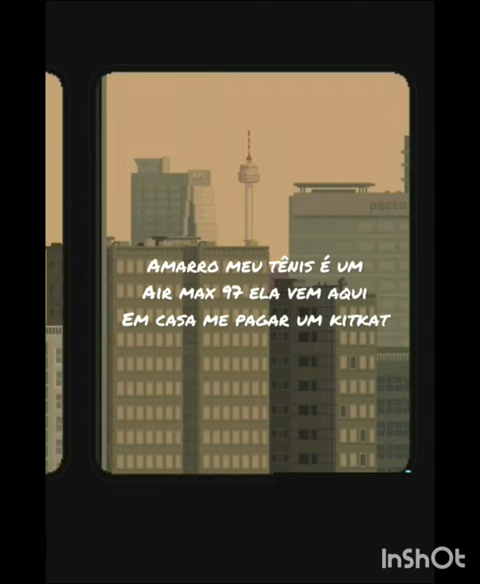 Amarro meu tênis é um
Air max 97 ela vem aqui
Em casa me pagar um kitkat
InShOt